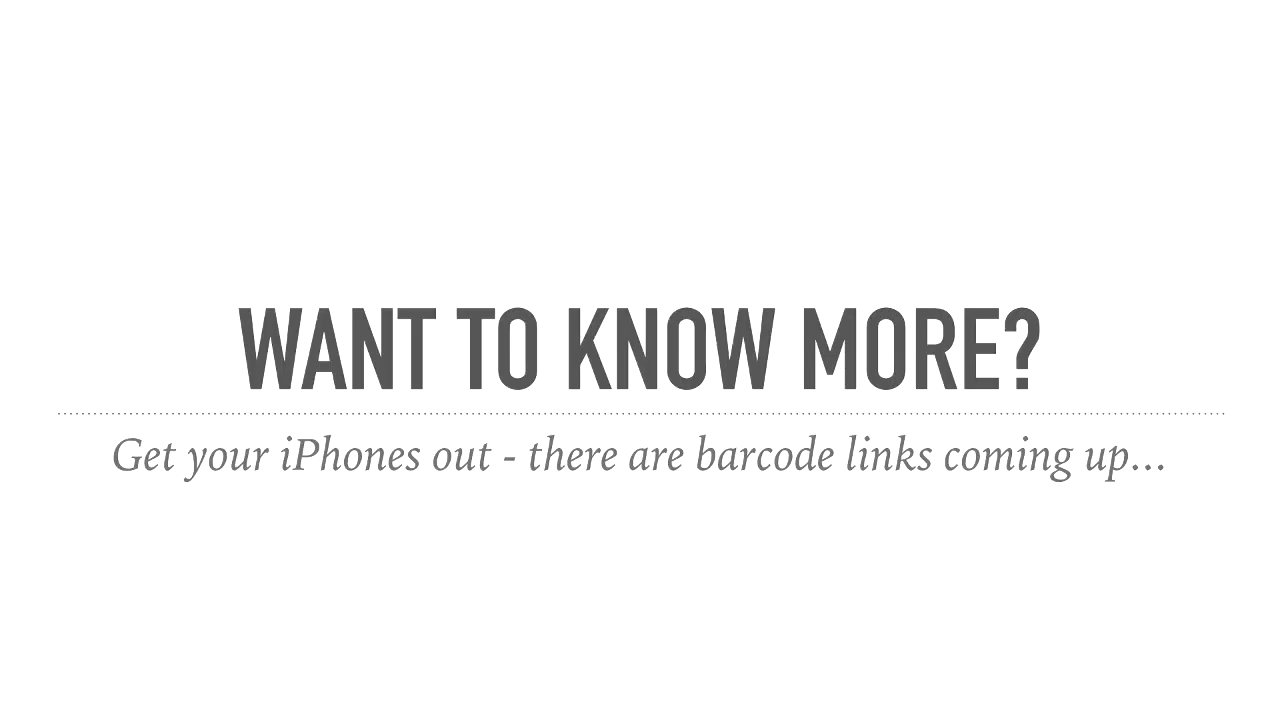 WANT TO KNOW MORE?
Get your iPhones out - there are barcode links coming up...